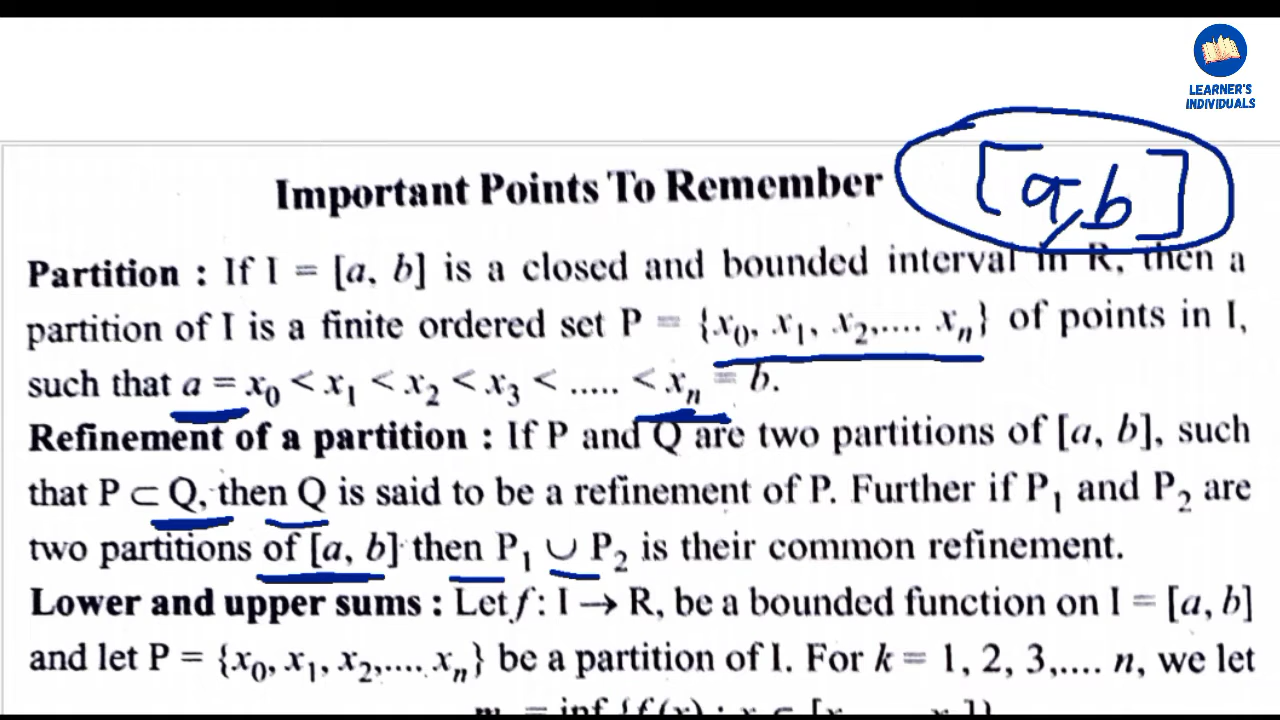 LEARNER'S
INDIVIDUALS
[a,b]
Important Points To Remember
Partition : If I = [a, b] is a closed and bounded interval in R, then a
partition of I is a finite ordered set P = {x₀, x₁, x₂,.... xₙ} of points in I,
such that a = x₀ < x₁ < x₂ < x₃ < ..... < xₙ = b.
Refinement of a partition : If P and Q are two partitions of [a, b], such
that P ⊂ Q, then Q is said to be a refinement of P. Further if P₁ and P₂ are
two partitions of [a, b] then P₁ ∪ P₂ is their common refinement.
Lower and upper sums : Let f : I → R, be a bounded function on I = [a, b]
and let P = {x₀, x₁, x₂,.... xₙ} be a partition of I. For k = 1, 2, 3,.... n, we let